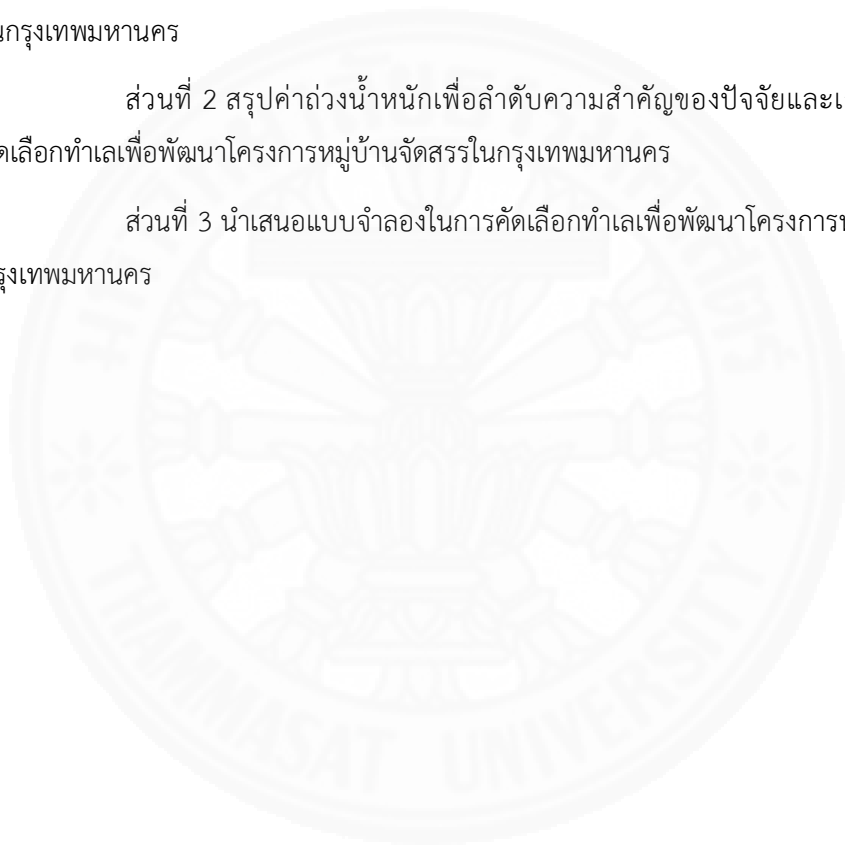 นกรุงเทพมหานคร
ส่วนที่ 2 สรุปค่าถ่วงน้ำหนักเพื่อลำดับความสำคัญของปัจจัยและเ
ดเลือกทำเลเพื่อพัฒนาโครงการหมู่บ้านจัดสรรในกรุงเทพมหานคร
ส่วนที่ 3 นำเสนอแบบจำลองในการคัดเลือกทำเลเพื่อพัฒนาโครงการห
รุงเทพมหานคร
THAMMASAT UNIVERSITY